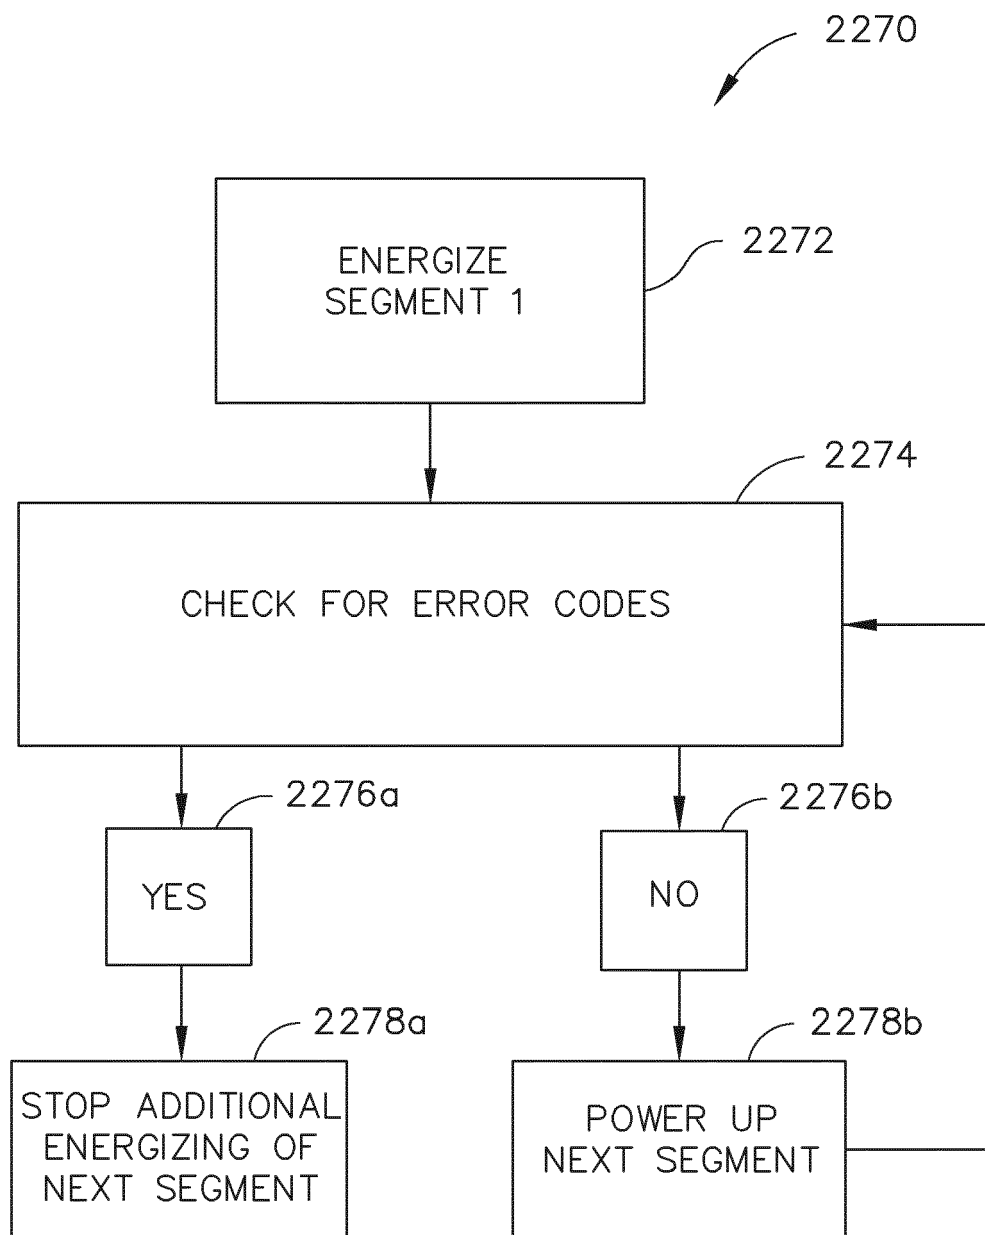 2270
ENERGIZE
SEGMENT 1
2272
2274
CHECK FOR ERROR CODES
2276a
2276b
YES
NO
2278a
2278b
STOP ADDITIONAL
ENERGIZING OF
NEXT SEGMENT
POWER UP
NEXT SEGMENT